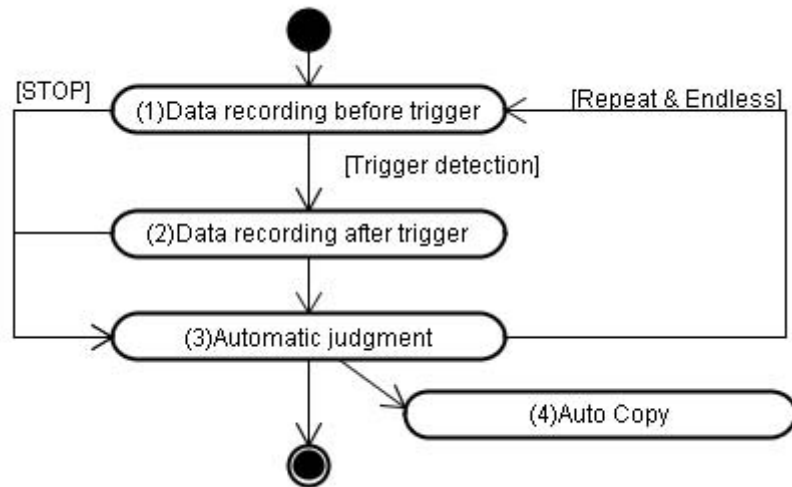 [STOP]
[Repeat & Endless]
(1)Data recording before trigger
[Trigger detection]
(2)Data recording after trigger
(3)Automatic judgment
(4)Auto Copy